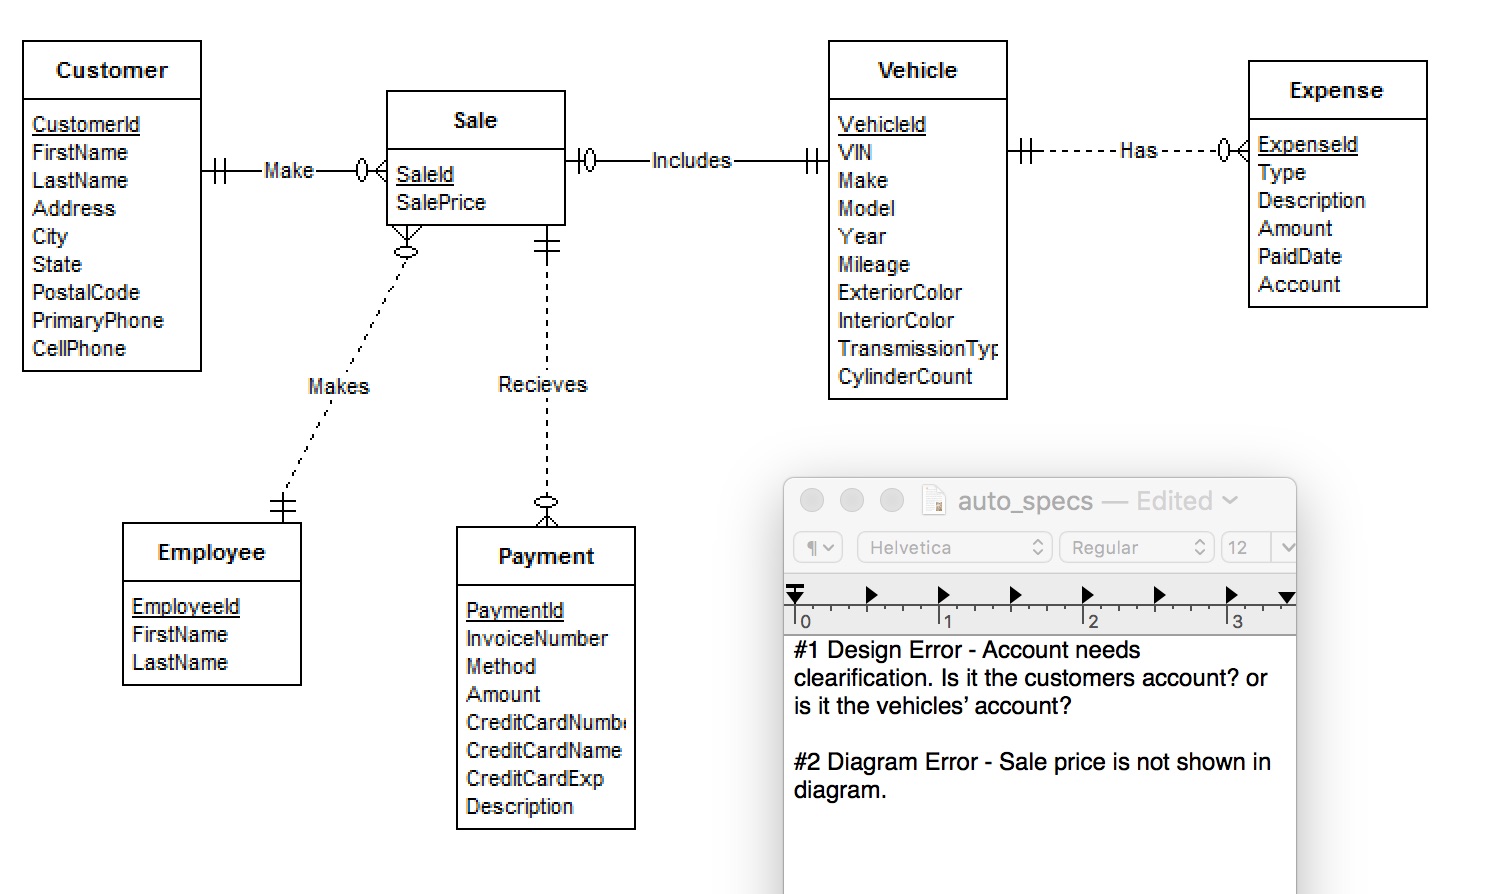 Customer
CustomerId
FirstName
LastName
Address
City
State
PostalCode
PrimaryPhone
CellPhone
Make
Sale
SaleId
SalePrice
Includes
Vehicle
VehicleId
VIN
Make
Model
Year
Mileage
ExteriorColor
InteriorColor
TransmissionTyp
CylinderCount
Has
Expense
ExpenseId
Type
Description
Amount
PaidDate
Account
Makes
Recieves
Employee
EmployeeId
FirstName
LastName
Payment
PaymentId
InvoiceNumber
Method
Amount
CreditCardNumb
CreditCardName
CreditCardExp
Description
auto_specs — Edited
¶ Helvetica Regular 12
0 1 2 3
#1 Design Error - Account needs
clearification. Is it the customers account? or
is it the vehicles’ account?
#2 Diagram Error - Sale price is not shown in
diagram.